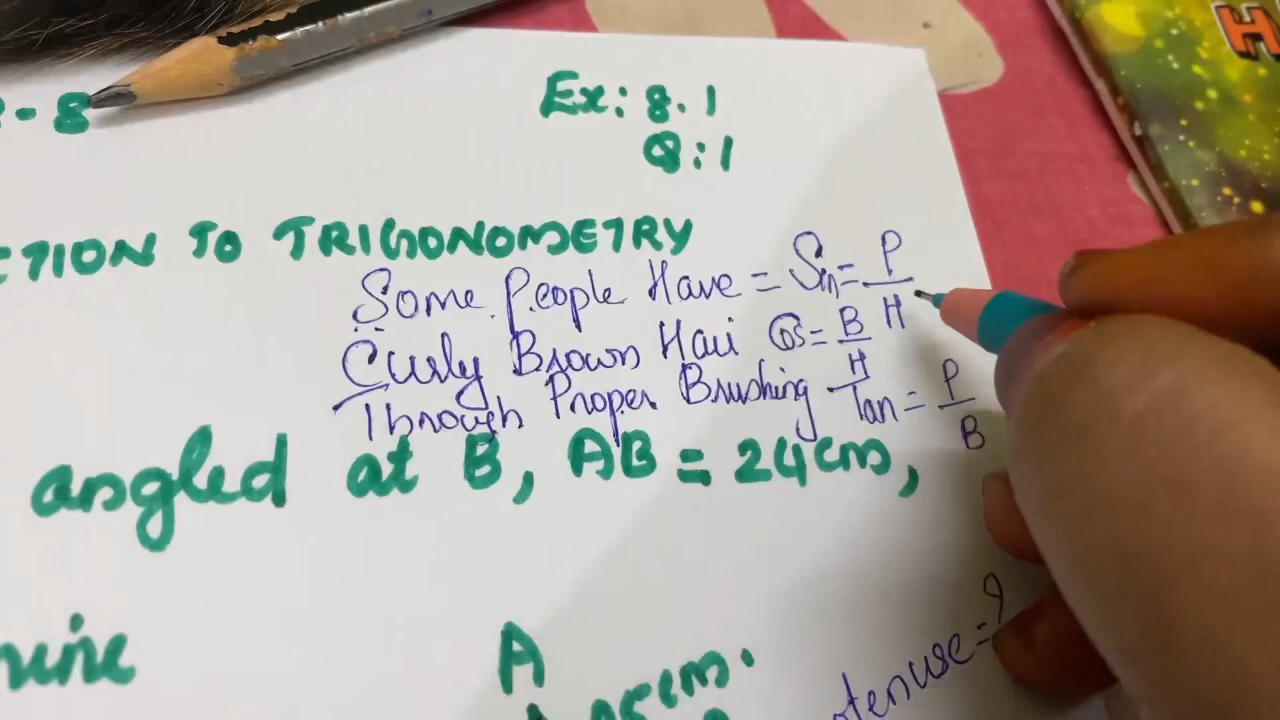 - 8
Ex: 8.1
Q:1
TO TRIGONOMETRY
Some People Have = Sin = P/H
Curly Brown Hair Cos = B/H
Through Proper Brushing Tan = P/B
angled at B, AB = 24cm,
A
H